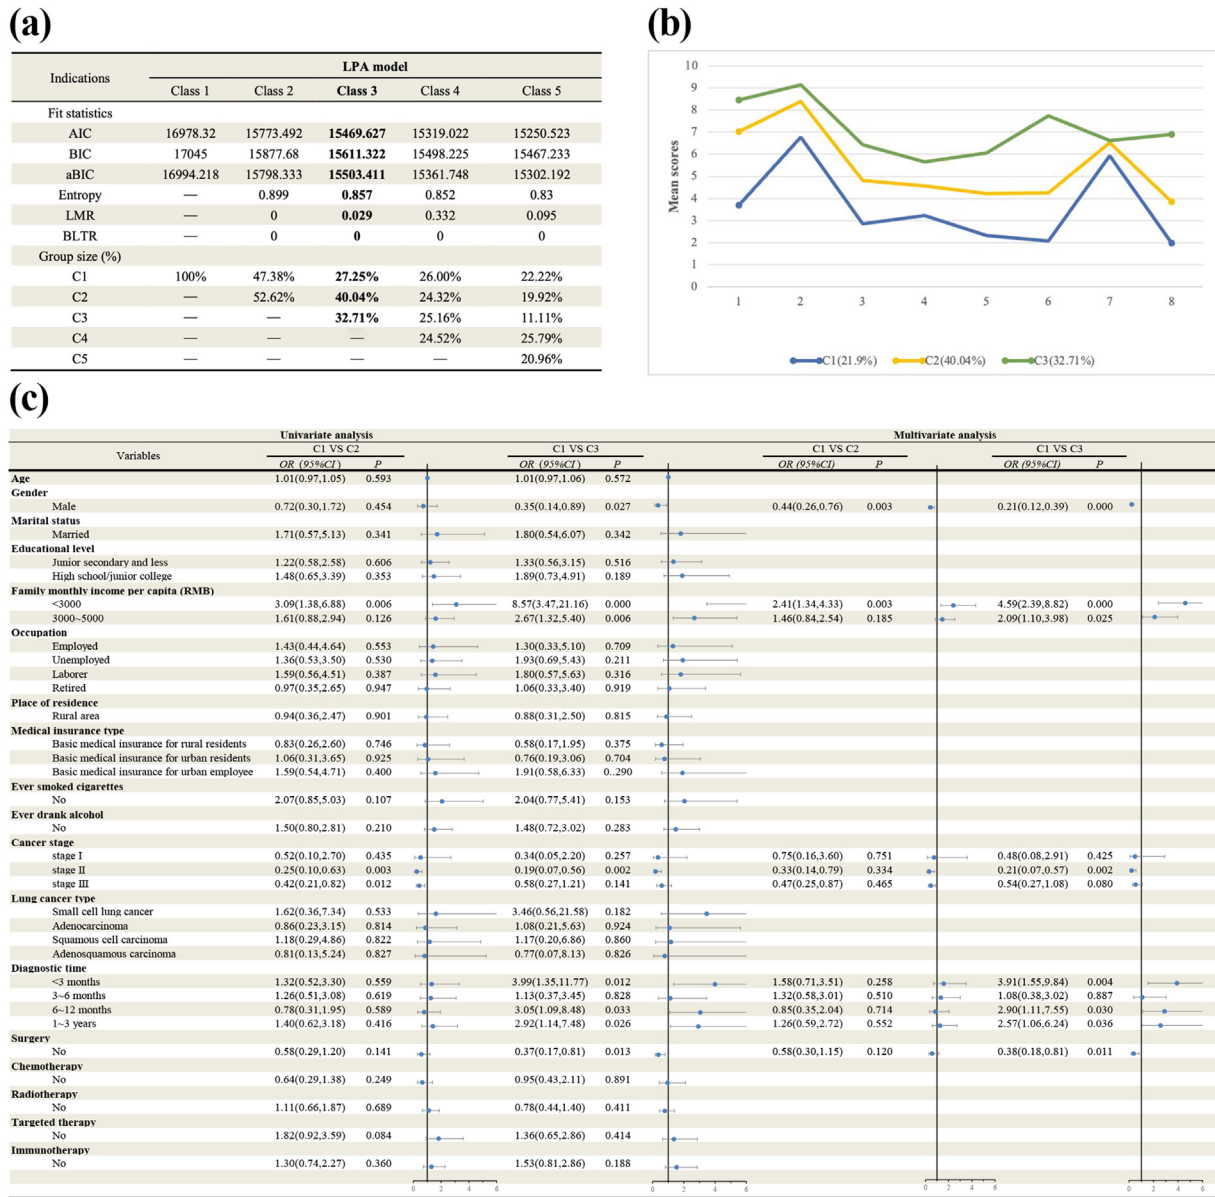 (a)
Indications LPA model
Class 1 Class 2 Class 3 Class 4 Class 5
Fit statistics
AIC 16978.32 15773.492 15469.627 15319.022 15250.523
BIC 17045 15877.68 15611.322 15498.225 15467.233
aBIC 16994.218 15798.333 15503.411 15361.748 15302.192
Entropy — 0.899 0.857 0.852 0.83
LMR — 0 0.029 0.332 0.095
BLTR — 0 0 0 0
Group size (%)
C1 100% 47.38% 27.25% 26.00% 22.22%
C2 — 52.62% 40.04% 24.32% 19.92%
C3 — — 32.71% 25.16% 11.11%
C4 — — — 24.52% 25.79%
C5 — — — — 20.96%
(b)
Mean scores
10
9
8
7
6
5
4
3
2
1
0
1 2 3 4 5 6 7 8
C1(21.9%) C2(40.04%) C3(32.71%)
(c)
Variables Univariate analysis Multivariate analysis
C1 VS C2 C1 VS C3 C1 VS C2 C1 VS C3
OR (95%CI) P OR (95%CI) P OR(95%CI) P OR(95%CI) P
Age 1.01(0.97,1.05) 0.593 1.01(0.97,1.06) 0.572
Gender
Male 0.72(0.30,1.72) 0.454 0.35(0.14,0.89) 0.027 0.44(0.26,0.76) 0.003 0.21(0.12,0.39) 0.000
Marital status
Married 1.71(0.57,5.13) 0.341 1.80(0.54,6.07) 0.342
Educational level
Junior secondary and less 1.22(0.58,2.58) 0.606 1.33(0.56,3.15) 0.516
High school/junior college 1.48(0.65,3.39) 0.353 1.89(0.73,4.91) 0.189
Family monthly income per capita (RMB)
<3000 3.09(1.38,6.88) 0.006 8.57(3.47,21.16) 0.000 2.41(1.34,4.33) 0.003 4.59(2.39,8.82) 0.000
3000~5000 1.61(0.88,2.94) 0.126 2.67(1.32,5.40) 0.006 1.46(0.84,2.54) 0.185 2.09(1.10,3.98) 0.025
Occupation
Employed 1.43(0.44,4.64) 0.553 1.30(0.33,5.10) 0.709
Unemployed 1.36(0.53,3.50) 0.530 1.93(0.69,5.43) 0.211
Laborer 1.59(0.56,4.51) 0.387 1.80(0.57,5.63) 0.316
Retired 0.97(0.35,2.65) 0.947 1.06(0.33,3.40) 0.919
Place of residence
Rural area 0.94(0.36,2.47) 0.901 0.88(0.31,2.50) 0.815
Medical insurance type
Basic medical insurance for rural residents 0.83(0.26,2.60) 0.746 0.58(0.17,1.95) 0.375
Basic medical insurance for urban residents 1.06(0.31,3.65) 0.925 0.76(0.19,3.06) 0.704
Basic medical insurance for urban employee 1.59(0.54,4.71) 0.400 1.91(0.58,6.33) 0..290
Ever smoked cigarettes
No 2.07(0.85,5.03) 0.107 2.04(0.77,5.41) 0.153
Ever drank alcohol
No 1.50(0.80,2.81) 0.210 1.48(0.72,3.02) 0.283
Cancer stage
stage I 0.52(0.10,2.70) 0.435 0.34(0.05,2.20) 0.257 0.75(0.16,3.60) 0.751 0.48(0.08,2.91) 0.425
stage II 0.25(0.10,0.63) 0.003 0.19(0.07,0.56) 0.002 0.33(0.14,0.79) 0.334 0.21(0.07,0.57) 0.002
stage III 0.42(0.21,0.82) 0.012 0.58(0.27,1.21) 0.141 0.47(0.25,0.87) 0.465 0.54(0.27,1.08) 0.080
Lung cancer type
Small cell lung cancer 1.62(0.36,7.34) 0.533 3.46(0.56,21.58) 0.182
Adenocarcinoma 0.86(0.23,3.15) 0.814 1.08(0.21,5.63) 0.924
Squamous cell carcinoma 1.18(0.29,4.86) 0.822 1.17(0.20,6.86) 0.860
Adenosquamous carcinoma 0.81(0.13,5.24) 0.827 0.77(0.07,8.13) 0.826
Diagnostic time
<3 months 1.32(0.52,3.30) 0.559 3.99(1.35,11.77) 0.012 1.58(0.71,3.51) 0.258 3.91(1.55,9.84) 0.004
3~6 months 1.26(0.51,3.08) 0.619 1.13(0.37,3.45) 0.828 1.32(0.58,3.01) 0.510 1.08(0.38,3.02) 0.887
6~12 months 0.78(0.31,1.95) 0.589 3.05(1.09,8.48) 0.033 0.85(0.35,2.04) 0.714 2.90(1.11,7.55) 0.030
1~3 years 1.40(0.62,3.18) 0.416 2.92(1.14,7.48) 0.026 1.26(0.59,2.72) 0.552 2.57(1.06,6.24) 0.036
Surgery
No 0.58(0.29,1.20) 0.141 0.37(0.17,0.81) 0.013 0.58(0.30,1.15) 0.120 0.38(0.18,0.81) 0.011
Chemotherapy
No 0.64(0.29,1.38) 0.249 0.95(0.43,2.11) 0.891
Radiotherapy
No 1.11(0.66,1.87) 0.689 0.78(0.44,1.40) 0.411
Targeted therapy
No 1.82(0.92,3.59) 0.084 1.36(0.65,2.86) 0.414
Immunotherapy
No 1.30(0.74,2.27) 0.360 1.53(0.81,2.86) 0.188
0 2 4 6 0 2 4 6 0 2 4 6 0 2 4 6